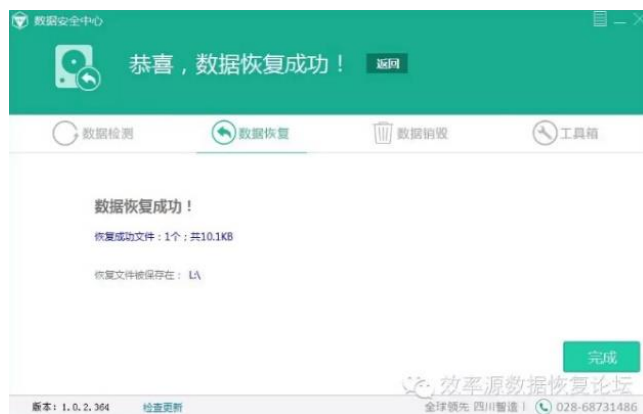 数据安全中心
恭喜，数据恢复成功！ 返回
数据检测 数据恢复 数据销毁 工具箱
数据恢复成功！
恢复成功文件：1个；共10.1KB
恢复文件被保存在： L:\
完成
效率源数据恢复论坛
版本：1.0.2.364 检查更新 全球领先 四川智造！ 028-68731486